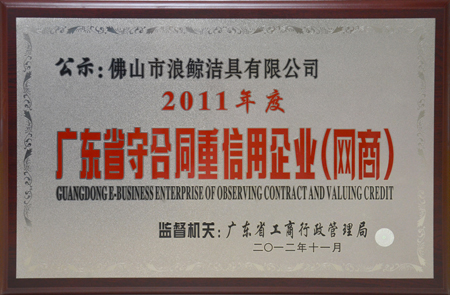 公示:佛山市浪鲸洁具有限公司
2011年度
广东省守合同重信用企业(网商)
GUANGDONG E-BUSINESS ENTERPRISE OF OBSERVING CONTRACT AND VALUING CREDIT
监督机关:广东省工商行政管理局
二〇一二年十一月